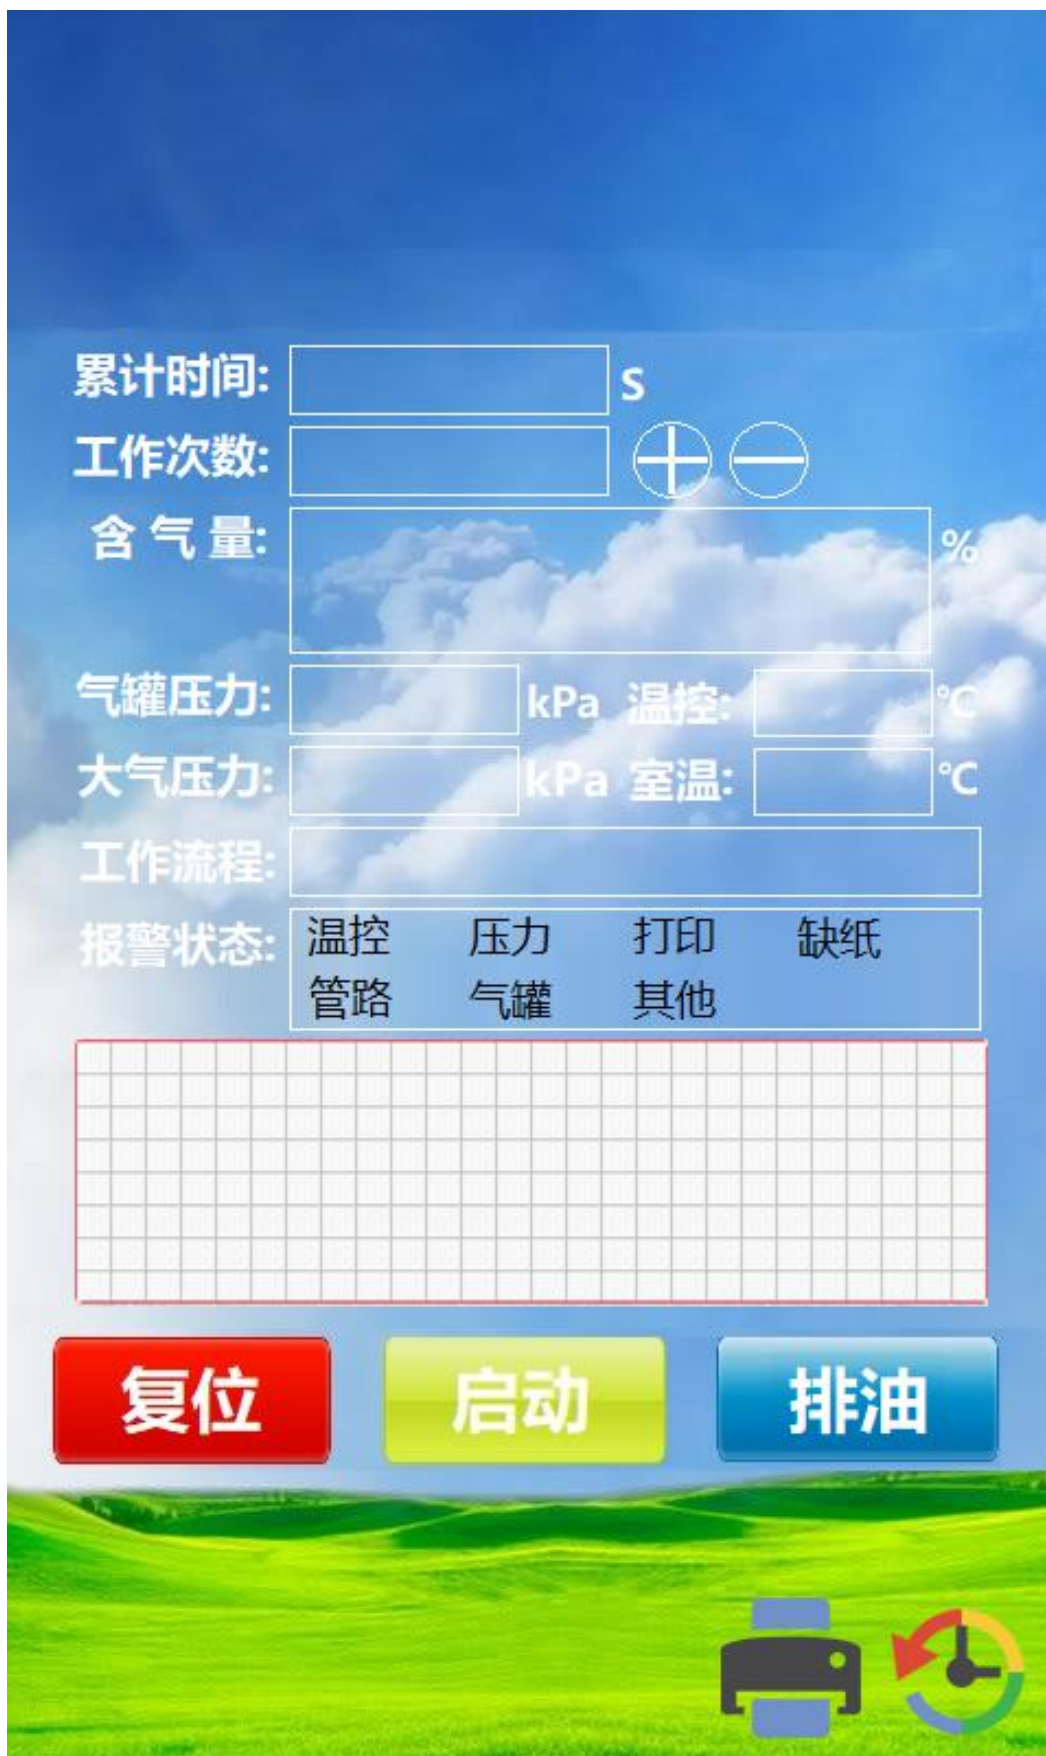 累计时间: S
工作次数:
含气量: %
气罐压力: kPa 温控: ℃
大气压力: kPa 室温: ℃
工作流程:
报警状态: 温控 压力 打印 缺纸
管路 气罐 其他
复位 启动 排油